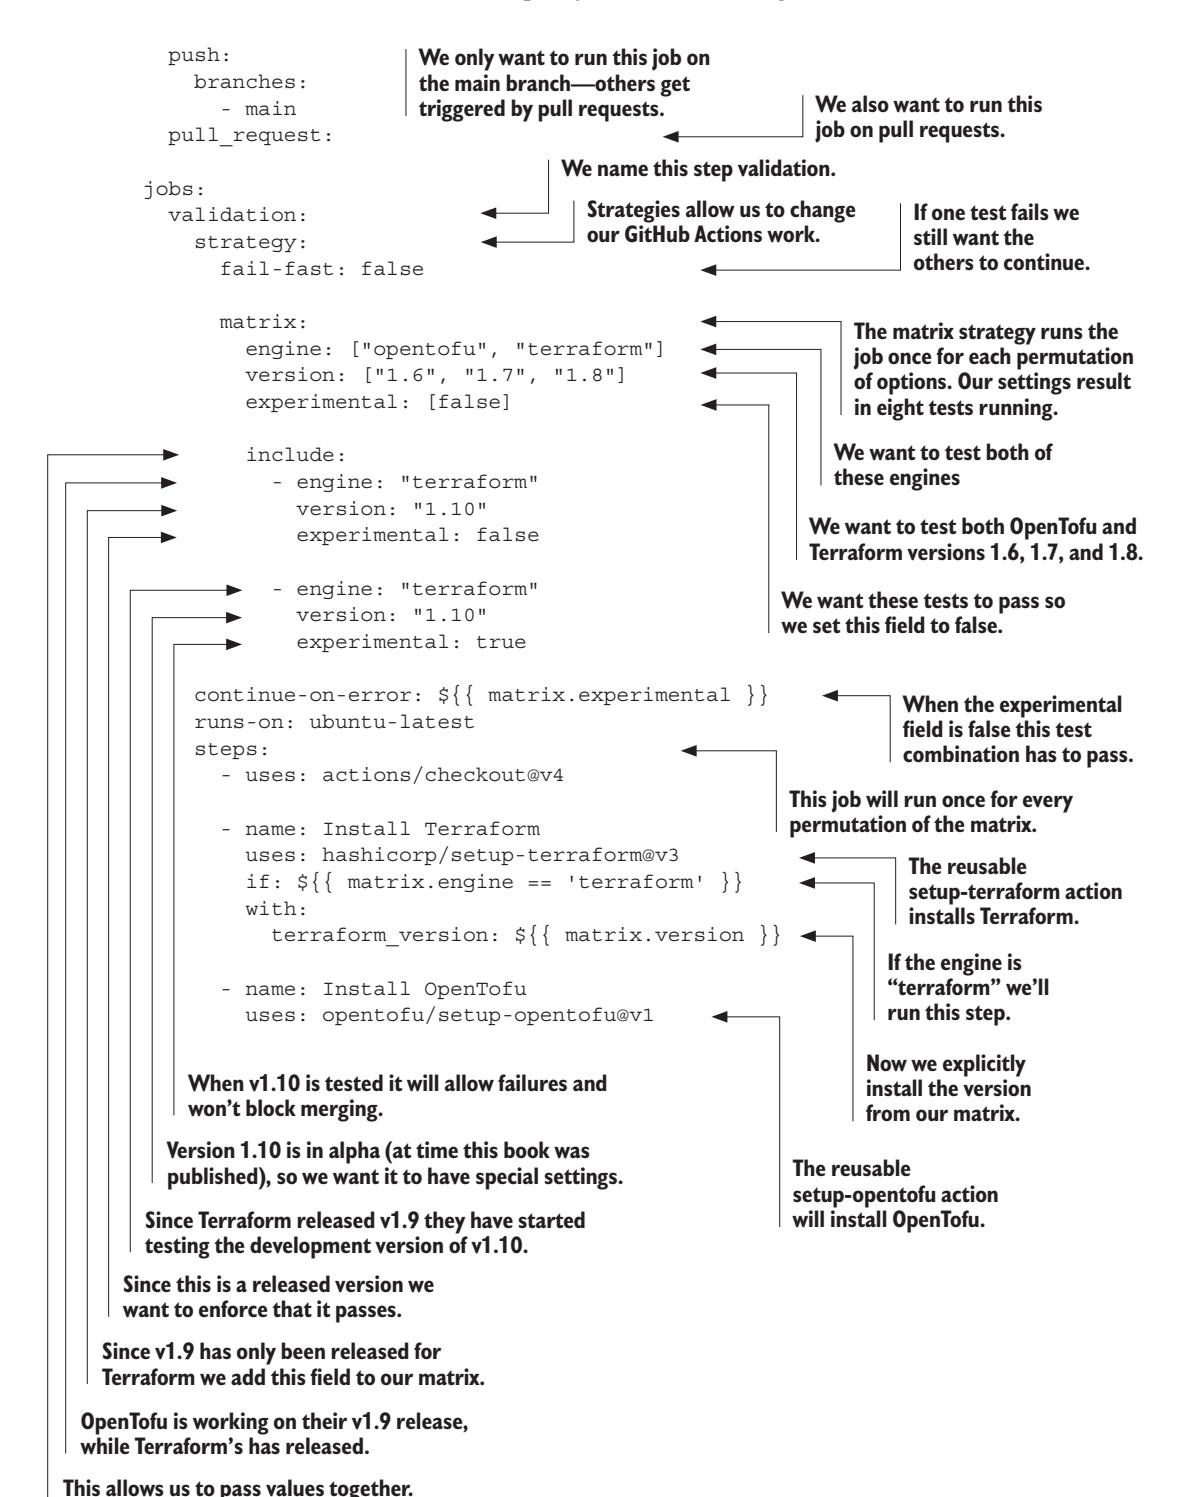 push:
branches:
- main
pull_request:
We only want to run this job on
the main branch—others get
triggered by pull requests.
We also want to run this
job on pull requests.
We name this step validation.
jobs:
validation:
strategy:
fail-fast: false
Strategies allow us to change
our GitHub Actions work.
If one test fails we
still want the
others to continue.
matrix:
engine: ["opentofu", "terraform"]
version: ["1.6", "1.7", "1.8"]
experimental: [false]
The matrix strategy runs the
job once for each permutation
of options. Our settings result
in eight tests running.
We want to test both of
these engines
We want to test both OpenTofu and
Terraform versions 1.6, 1.7, and 1.8.
We want these tests to pass so
we set this field to false.
include:
- engine: "terraform"
version: "1.10"
experimental: false
- engine: "terraform"
version: "1.10"
experimental: true
continue-on-error: ${{ matrix.experimental }}
runs-on: ubuntu-latest
steps:
- uses: actions/checkout@v4
When the experimental
field is false this test
combination has to pass.
This job will run once for every
permutation of the matrix.
- name: Install Terraform
uses: hashicorp/setup-terraform@v3
if: ${{ matrix.engine == 'terraform' }}
with:
terraform_version: ${{ matrix.version }}
The reusable
setup-terraform action
installs Terraform.
If the engine is
“terraform” we’ll
run this step.
- name: Install OpenTofu
uses: opentofu/setup-opentofu@v1
Now we explicitly
install the version
from our matrix.
The reusable
setup-opentofu action
will install OpenTofu.
When v1.10 is tested it will allow failures and
won’t block merging.
Version 1.10 is in alpha (at time this book was
published), so we want it to have special settings.
Since Terraform released v1.9 they have started
testing the development version of v1.10.
Since this is a released version we
want to enforce that it passes.
Since v1.9 has only been released for
Terraform we add this field to our matrix.
OpenTofu is working on their v1.9 release,
while Terraform’s has released.
This allows us to pass values together.